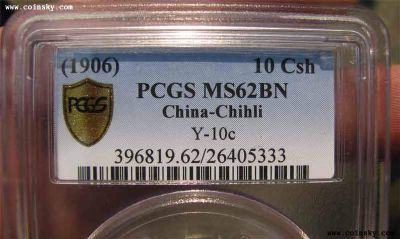 www.coinsky.com
(1906) 10 Csh
PCGS PCGS MS62BN
China-Chihli
Y-10c
396819.62/26405333
www.coinsky.com